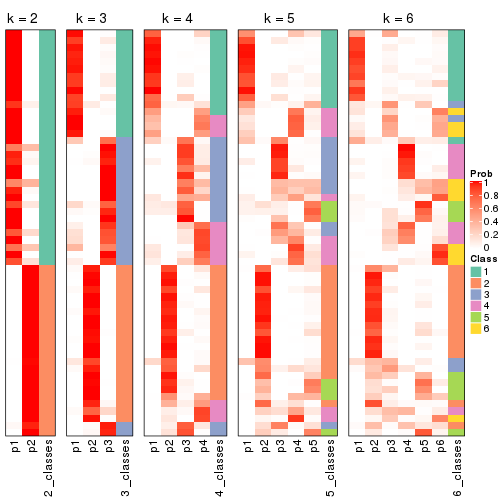 k = 2
k = 3
k = 4
k = 5
k = 6
Prob
1
0.8
0.6
0.4
0.2
0
Class
1
2
3
4
5
6
p1
p2
2_classes
p1
p2
p3
3_classes
p1
p2
p3
p4
4_classes
p1
p2
p3
p4
p5
5_classes
p1
p2
p3
p4
p5
p6
6_classes